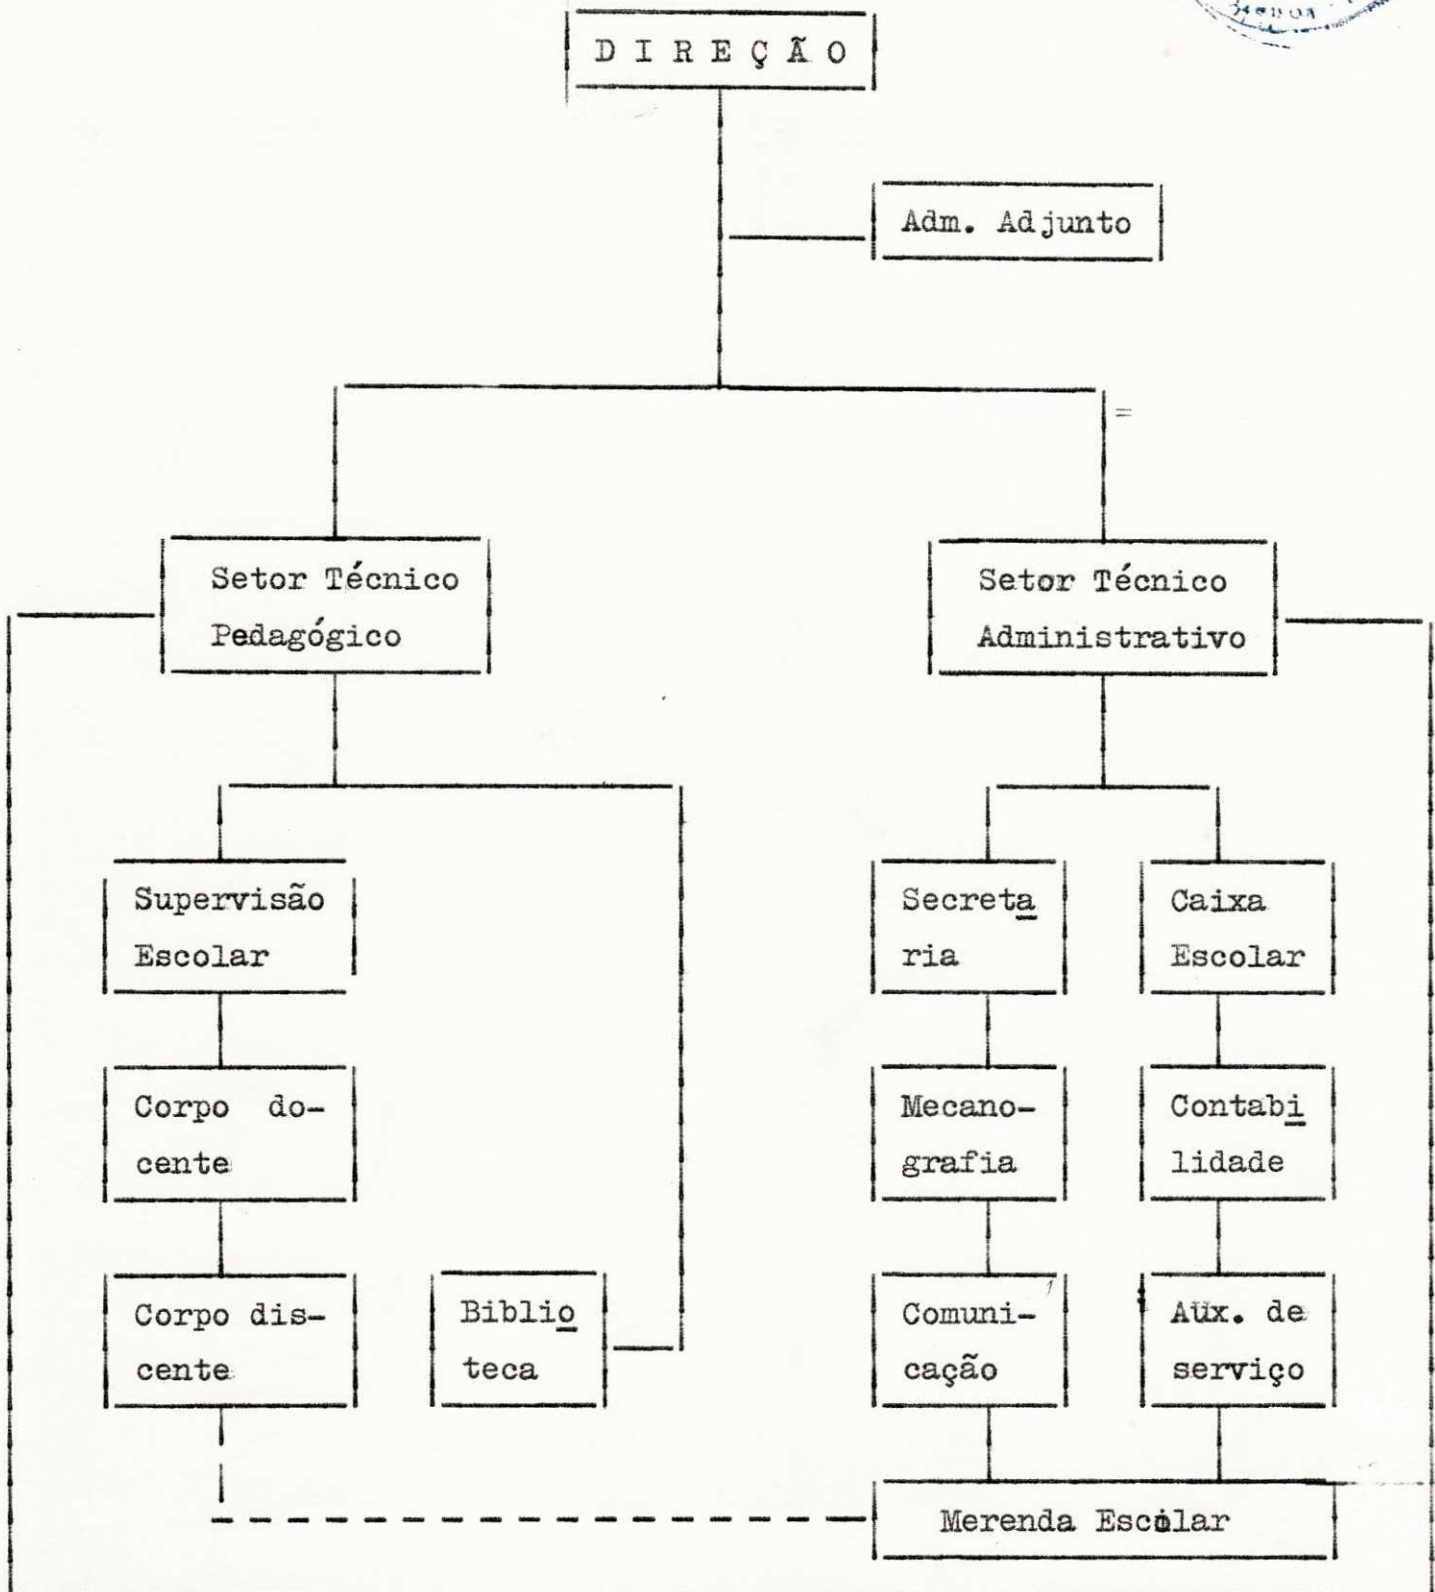 DIREÇÃO
Adm. Adjunto
Setor Técnico
Pedagógico
Setor Técnico
Administrativo
Supervisão
Escolar
Secreta
ria
Caixa
Escolar
Corpo do-
cente
Mecano-
grafia
Contabi
lidade
Corpo dis-
cente
Biblio
teca
Comuni-
cação
Aux. de
serviço
Merenda Escolar